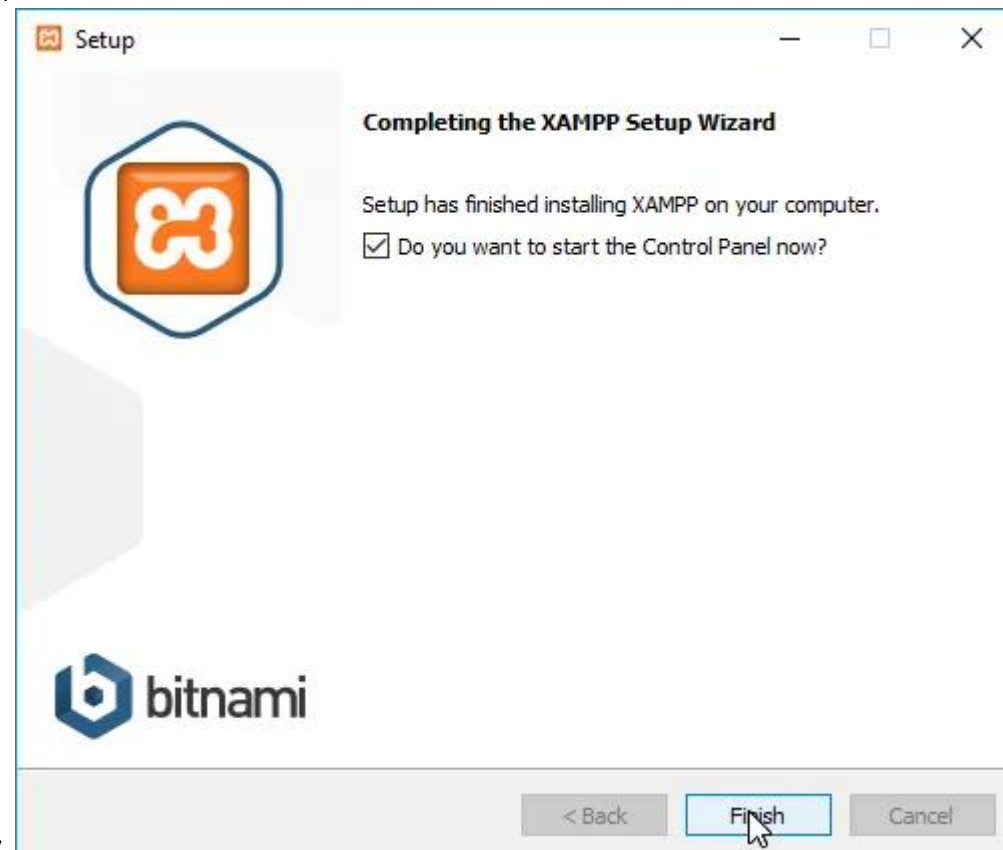 Setup
Completing the XAMPP Setup Wizard
Setup has finished installing XAMPP on your computer.
Do you want to start the Control Panel now?
bitnami
< Back Finish Cancel